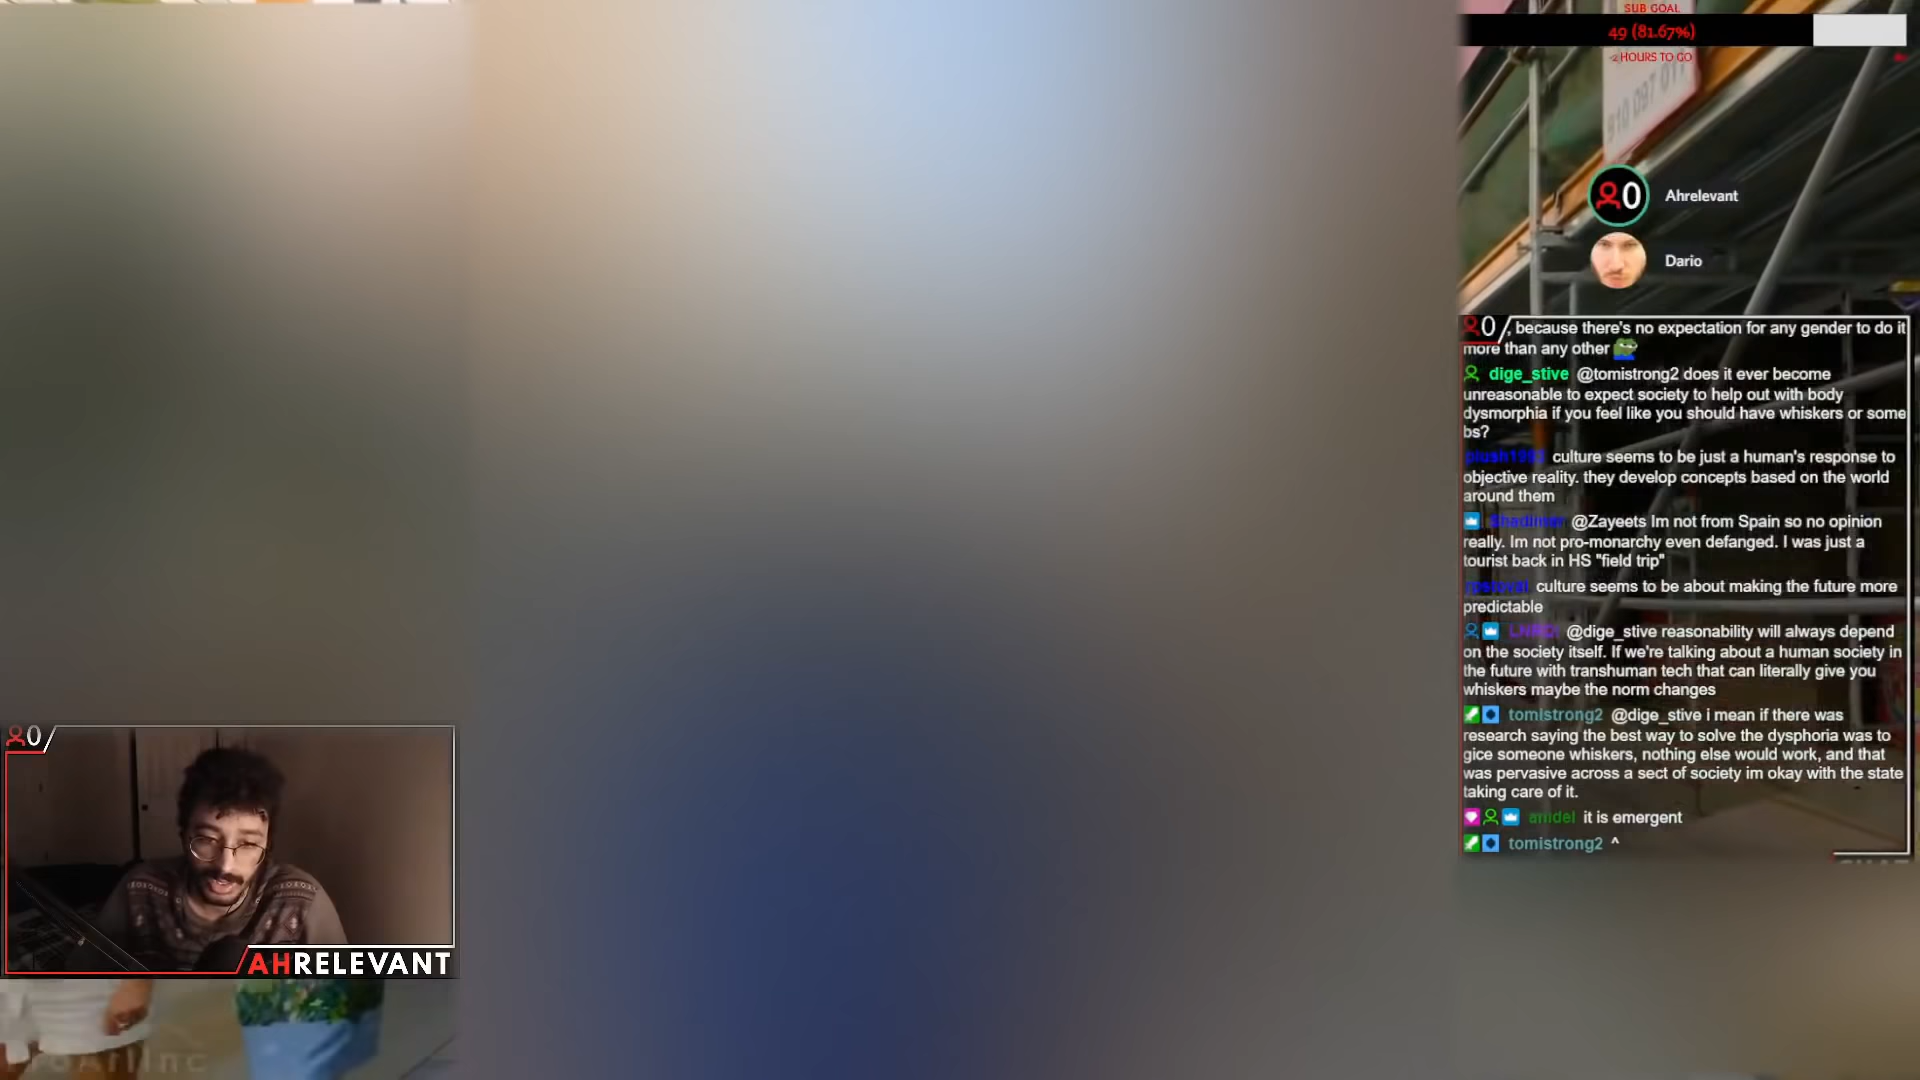 SUB GOAL
49 (81.67%)
HOURS TO GO
0
Ahrelevant
Dario
0
, because there's no expectation for any gender to do it
more than any other
dige_stive @tomistrong2 does it ever become
unreasonable to expect society to help out with body
dysmorphia if you feel like you should have whiskers or some
bs?
culture seems to be just a human's response to
objective reality. they develop concepts based on the world
around them
@Zayeets Im not from Spain so no opinion
really. Im not pro-monarchy even defanged. I was just a
tourist back in HS "field trip"
culture seems to be about making the future more
predictable
@dige_stive reasonability will always depend
on the society itself. If we're talking about a human society in
the future with transhuman tech that can literally give you
whiskers maybe the norm changes
tomistrong2 @dige_stive i mean if there was
research saying the best way to solve the dysphoria was to
gice someone whiskers, nothing else would work, and that
was pervasive across a sect of society im okay with the state
taking care of it.
it is emergent
tomistrong2 ^
0
AHRELEVANT